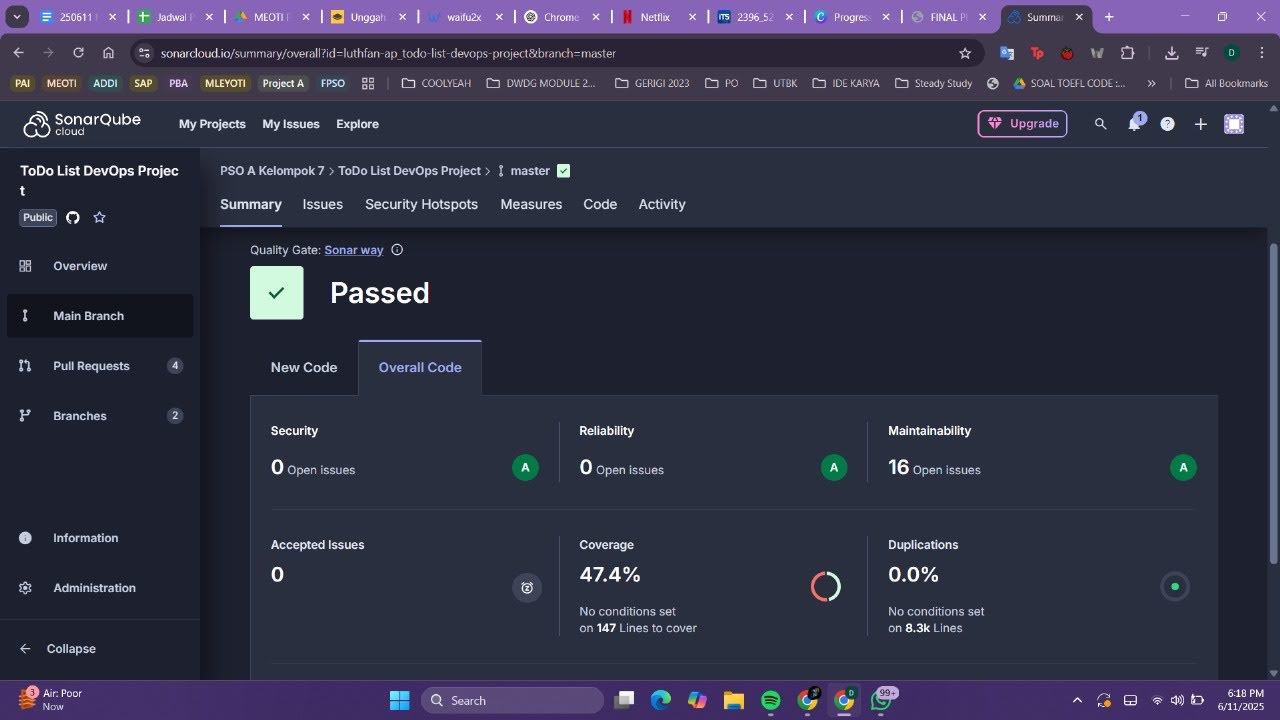 250611
Jadwal P
MEOTI F
Unggah
waifu2x
Chrome
Netflix
2396_52
Progress
FINAL P
Summar
sonarcloud.io/summary/overall?id=luthfan-ap_todo-list-devops-project&branch=master
PAI
MEOTI
ADDI
SAP
PBA
MLEYOTI
Project A
FPSO
COOLYEAH
DWDG MODULE 2...
GERIGI 2023
PO
UTBK
IDE KARYA
Steady Study
SOAL TOEFL CODE :...
All Bookmarks
SonarQube
cloud
My Projects
My Issues
Explore
Upgrade
1
ToDo List DevOps Projec
t
Public
Overview
Main Branch
Pull Requests
4
Branches
2
Information
Administration
Collapse
PSO A Kelompok 7 > ToDo List DevOps Project > master
Summary
Issues
Security Hotspots
Measures
Code
Activity
Quality Gate: Sonar way
Passed
New Code
Overall Code
Security
0 Open issues
A
Reliability
0 Open issues
A
Maintainability
16 Open issues
A
Accepted Issues
0
Coverage
47.4%
No conditions set
on 147 Lines to cover
Duplications
0.0%
No conditions set
on 8.3k Lines
3
Air: Poor
Now
Search
99+
6:18 PM
6/11/2025